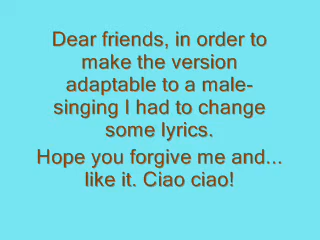 Dear friends, in order to
make the version
adaptable to a male-
singing I had to change
some lyrics.
Hope you forgive me and...
like it. Ciao ciao!